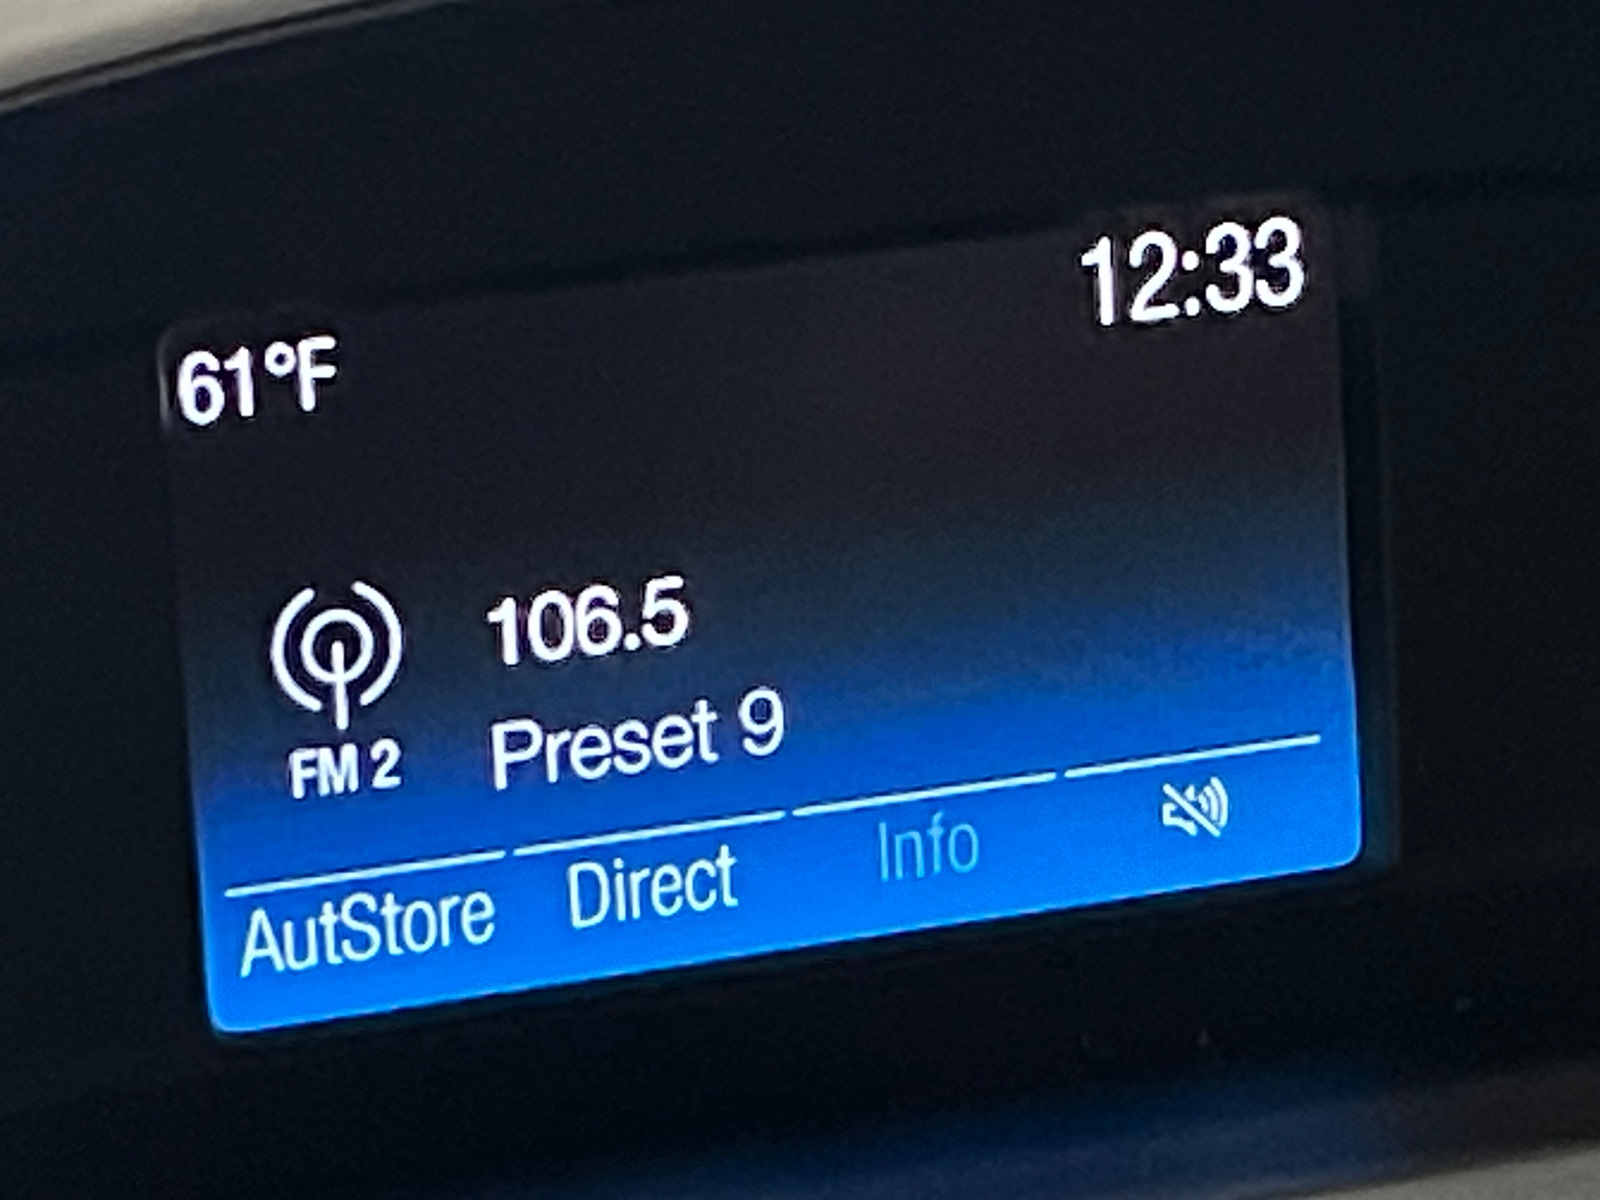 61°F
12:33
106.5
Preset 9
FM 2
AutStore
Direct
Info